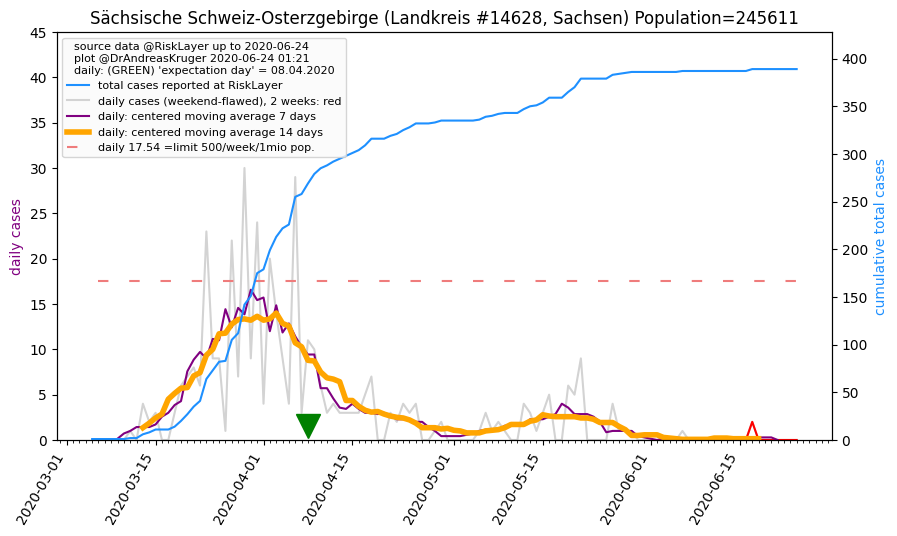 Sächsische Schweiz-Osterzgebirge (Landkreis #14628, Sachsen) Population=245611
source data @RiskLayer up to 2020-06-24
plot @DrAndreasKruger 2020-06-24 01:21
daily: (GREEN) 'expectation day' = 08.04.2020
total cases reported at RiskLayer
daily cases (weekend-flawed), 2 weeks: red
daily: centered moving average 7 days
daily: centered moving average 14 days
daily 17.54 =limit 500/week/1mio pop.
daily cases
45
40
35
30
25
20
15
10
5
0
cumulative total cases
400
350
300
250
200
150
100
50
0
2020-03-01
2020-03-15
2020-04-01
2020-04-15
2020-05-01
2020-05-15
2020-06-01
2020-06-15